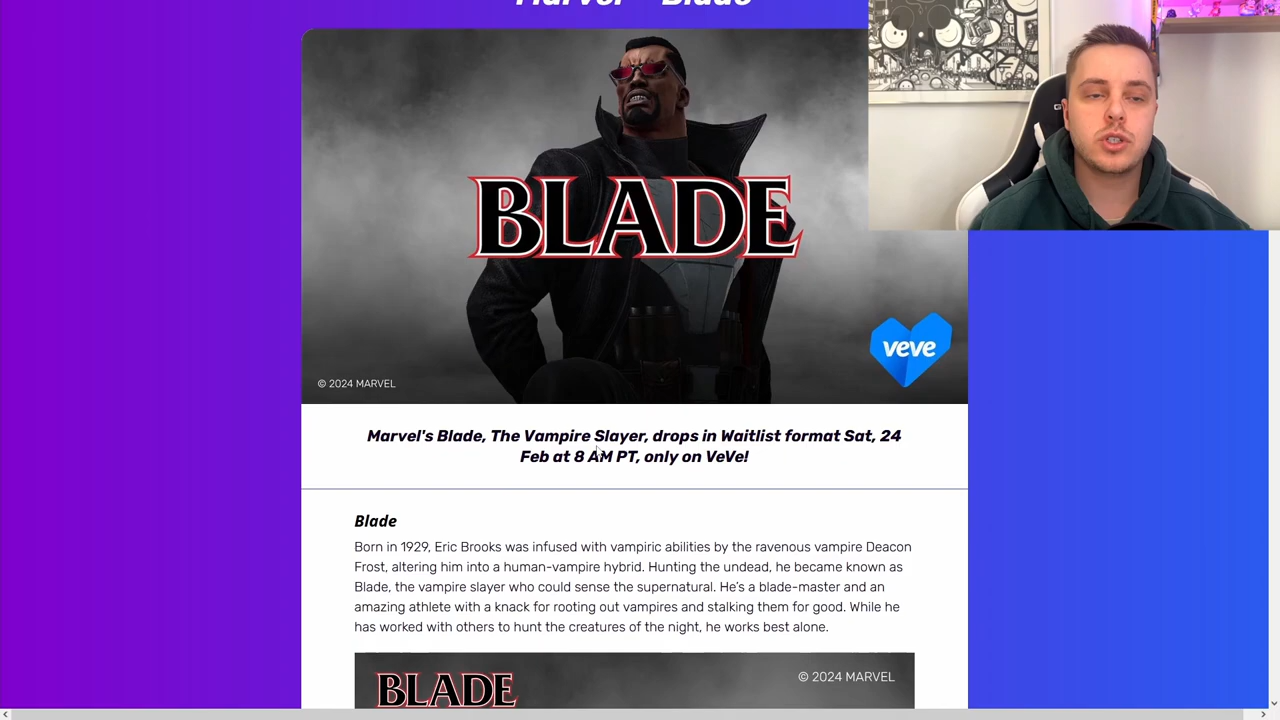 Marvel - Blade
BLADE
veve
© 2024 MARVEL
Marvel's Blade, The Vampire Slayer, drops in Waitlist format Sat, 24
Feb at 8 AM PT, only on VeVe!
Blade
Born in 1929, Eric Brooks was infused with vampiric abilities by the ravenous vampire Deacon
Frost, altering him into a human-vampire hybrid. Hunting the undead, he became known as
Blade, the vampire slayer who could sense the supernatural. He's a blade-master and an
amazing athlete with a knack for rooting out vampires and stalking them for good. While he
has worked with others to hunt the creatures of the night, he works best alone.
BLADE
© 2024 MARVEL